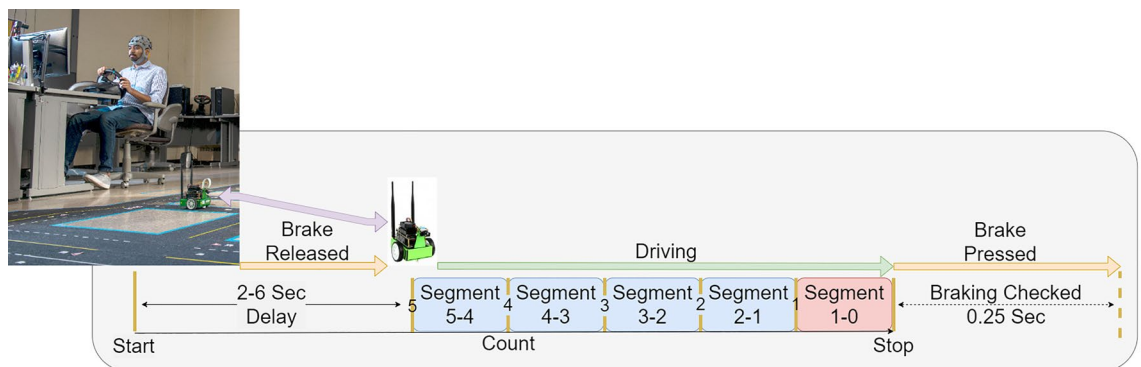 Brake
Released
Driving
Brake
Pressed
2-6 Sec
Delay
5
Segment
5-4
4
Segment
4-3
3
Segment
3-2
2
Segment
2-1
1
Segment
1-0
Braking Checked
0.25 Sec
Start
Count
Stop